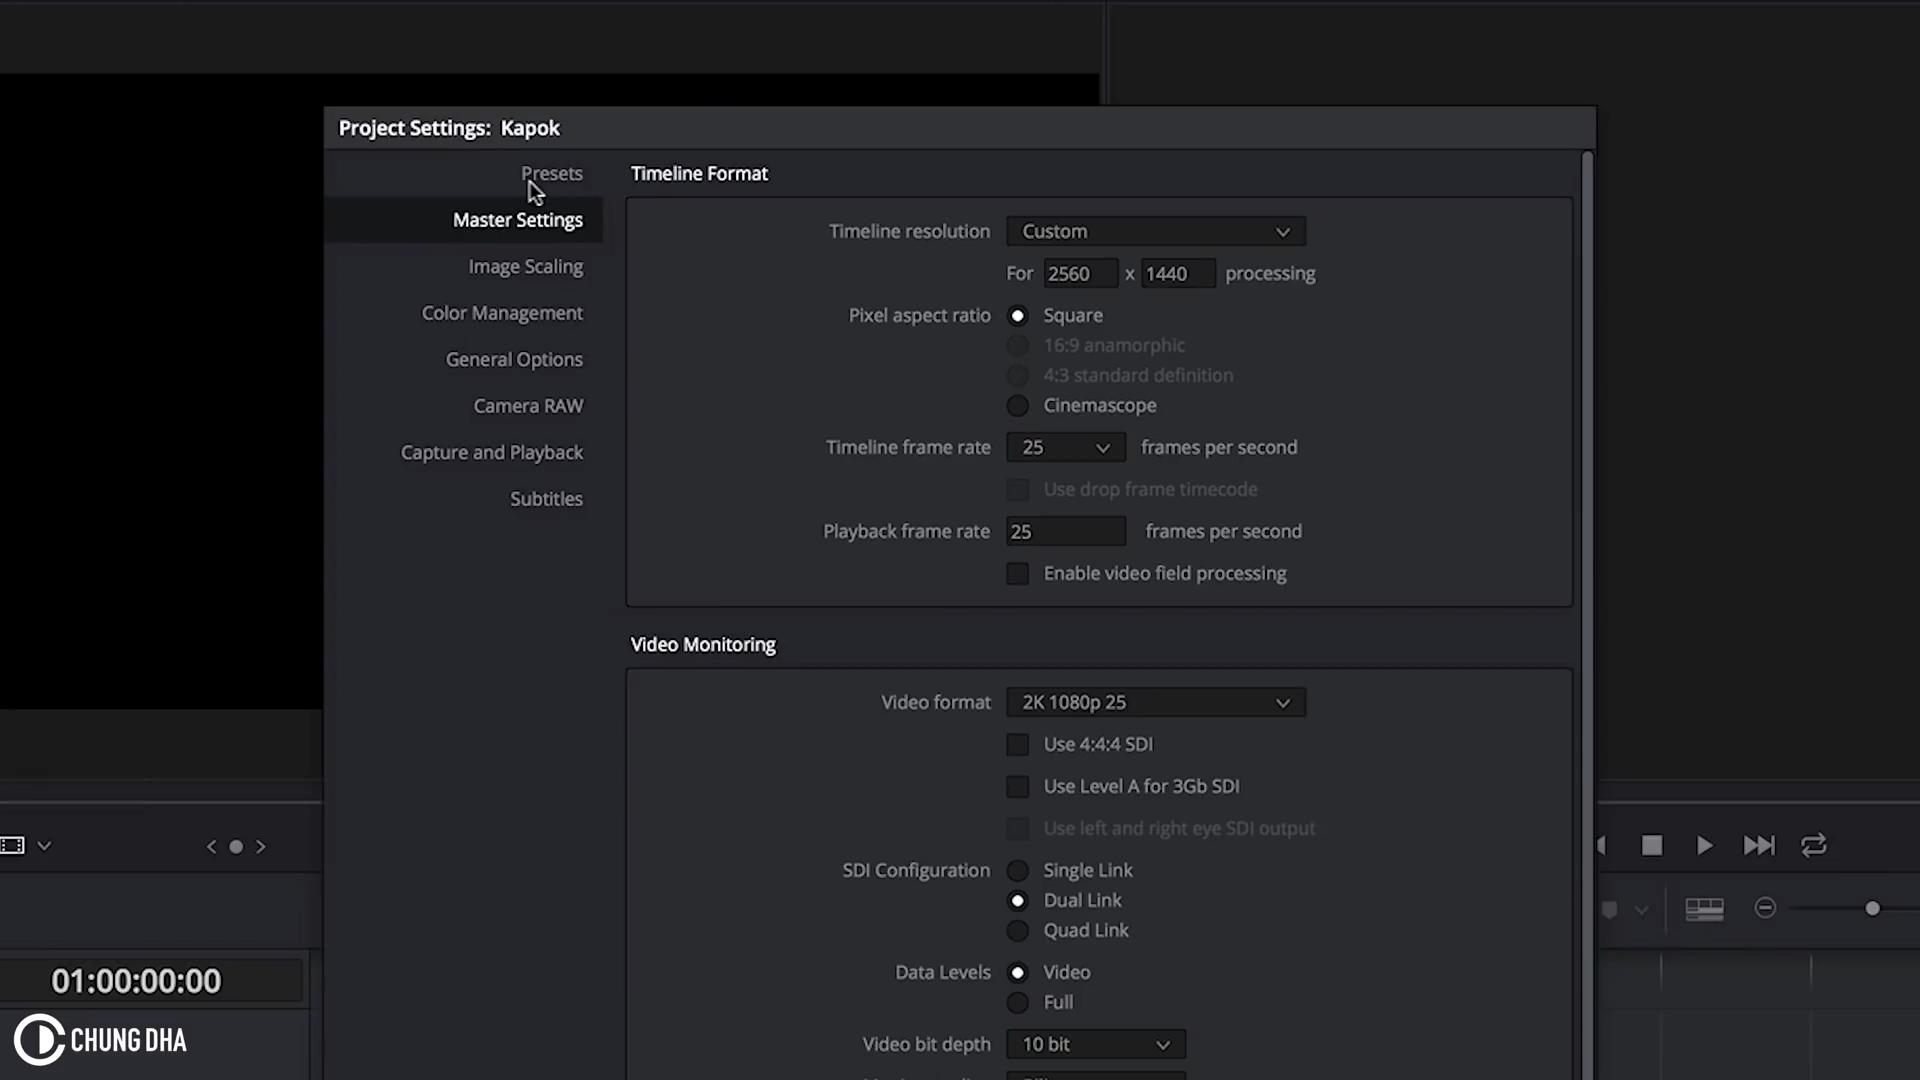 Project Settings: Kapok
Presets
Master Settings
Image Scaling
Color Management
General Options
Camera RAW
Capture and Playback
Subtitles
Timeline Format
Timeline resolution Custom
For 2560 x 1440 processing
Pixel aspect ratio Square
16:9 anamorphic
4:3 standard definition
Cinemascope
Timeline frame rate 25 frames per second
Use drop frame timecode
Playback frame rate 25 frames per second
Enable video field processing
Video Monitoring
Video format 2K 1080p 25
Use 4:4:4 SDI
Use Level A for 3Gb SDI
Use left and right eye SDI output
SDI Configuration Single Link
Dual Link
Quad Link
Data Levels Video
Full
Video bit depth 10 bit
01:00:00:00
CHUNG DHA